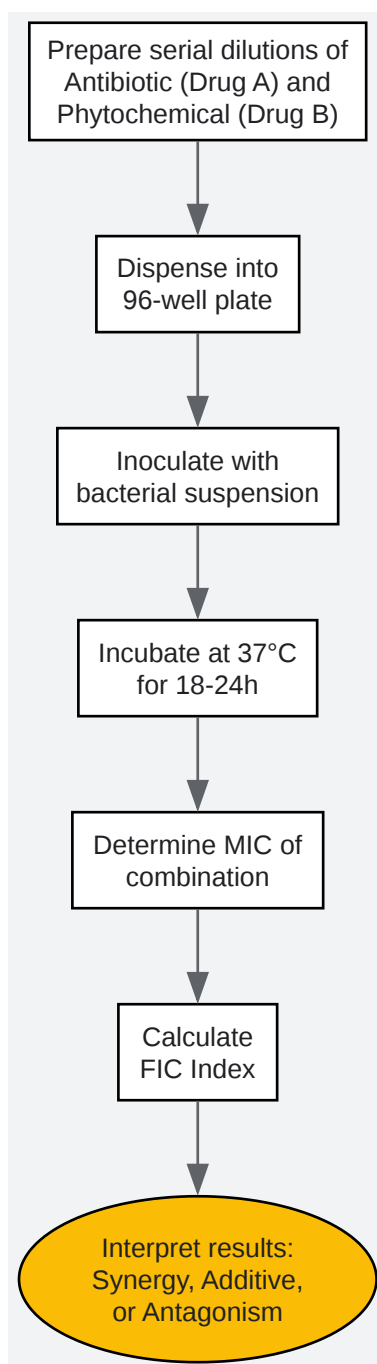 Prepare serial dilutions of
Antibiotic (Drug A) and
Phytochemical (Drug B)
Dispense into
96-well plate
Inoculate with
bacterial suspension
Incubate at 37°C
for 18-24h
Determine MIC of
combination
Calculate
FIC Index
Interpret results:
Synergy, Additive,
or Antagonism